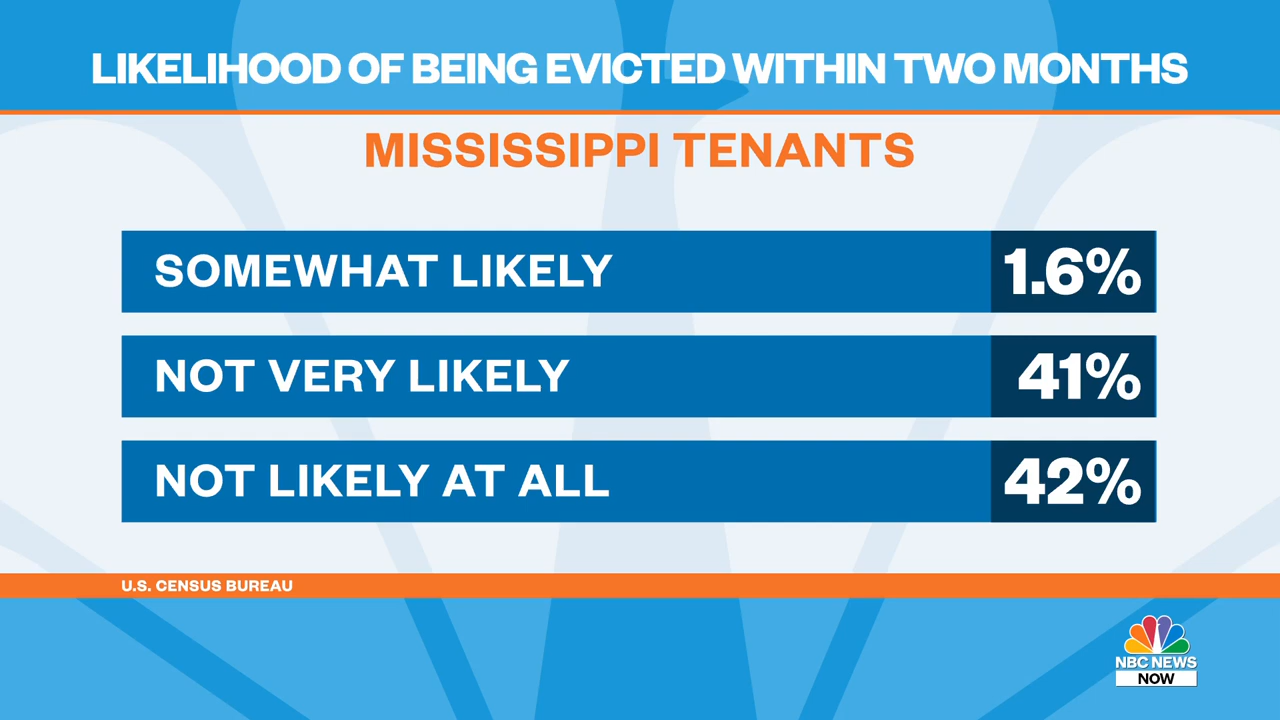 LIKELIHOOD OF BEING EVICTED WITHIN TWO MONTHS
MISSISSIPPI TENANTS
SOMEWHAT LIKELY 1.6%
NOT VERY LIKELY 41%
NOT LIKELY AT ALL 42%
U.S. CENSUS BUREAU
NBC NEWS
NOW